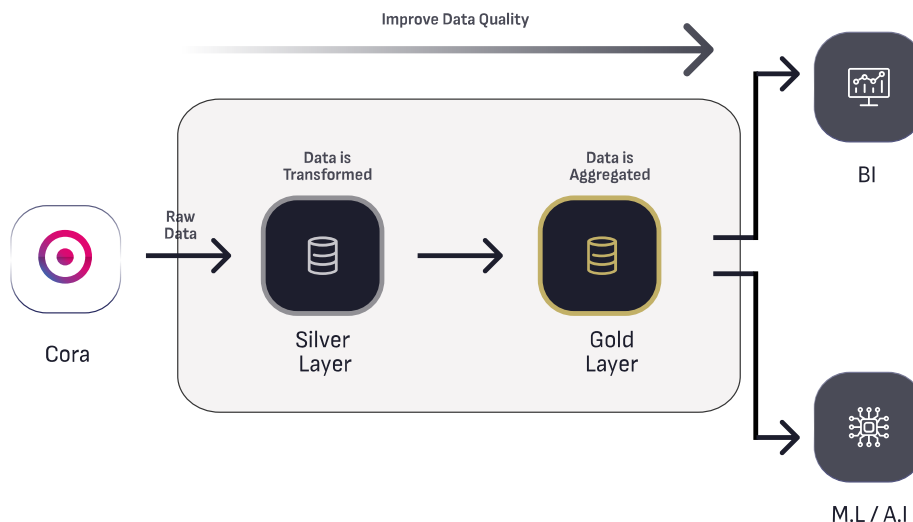 Improve Data Quality
Data is
Transformed
Data is
Aggregated
BI
Raw
Data
Silver
Layer
Gold
Layer
Cora
M.L / A.I